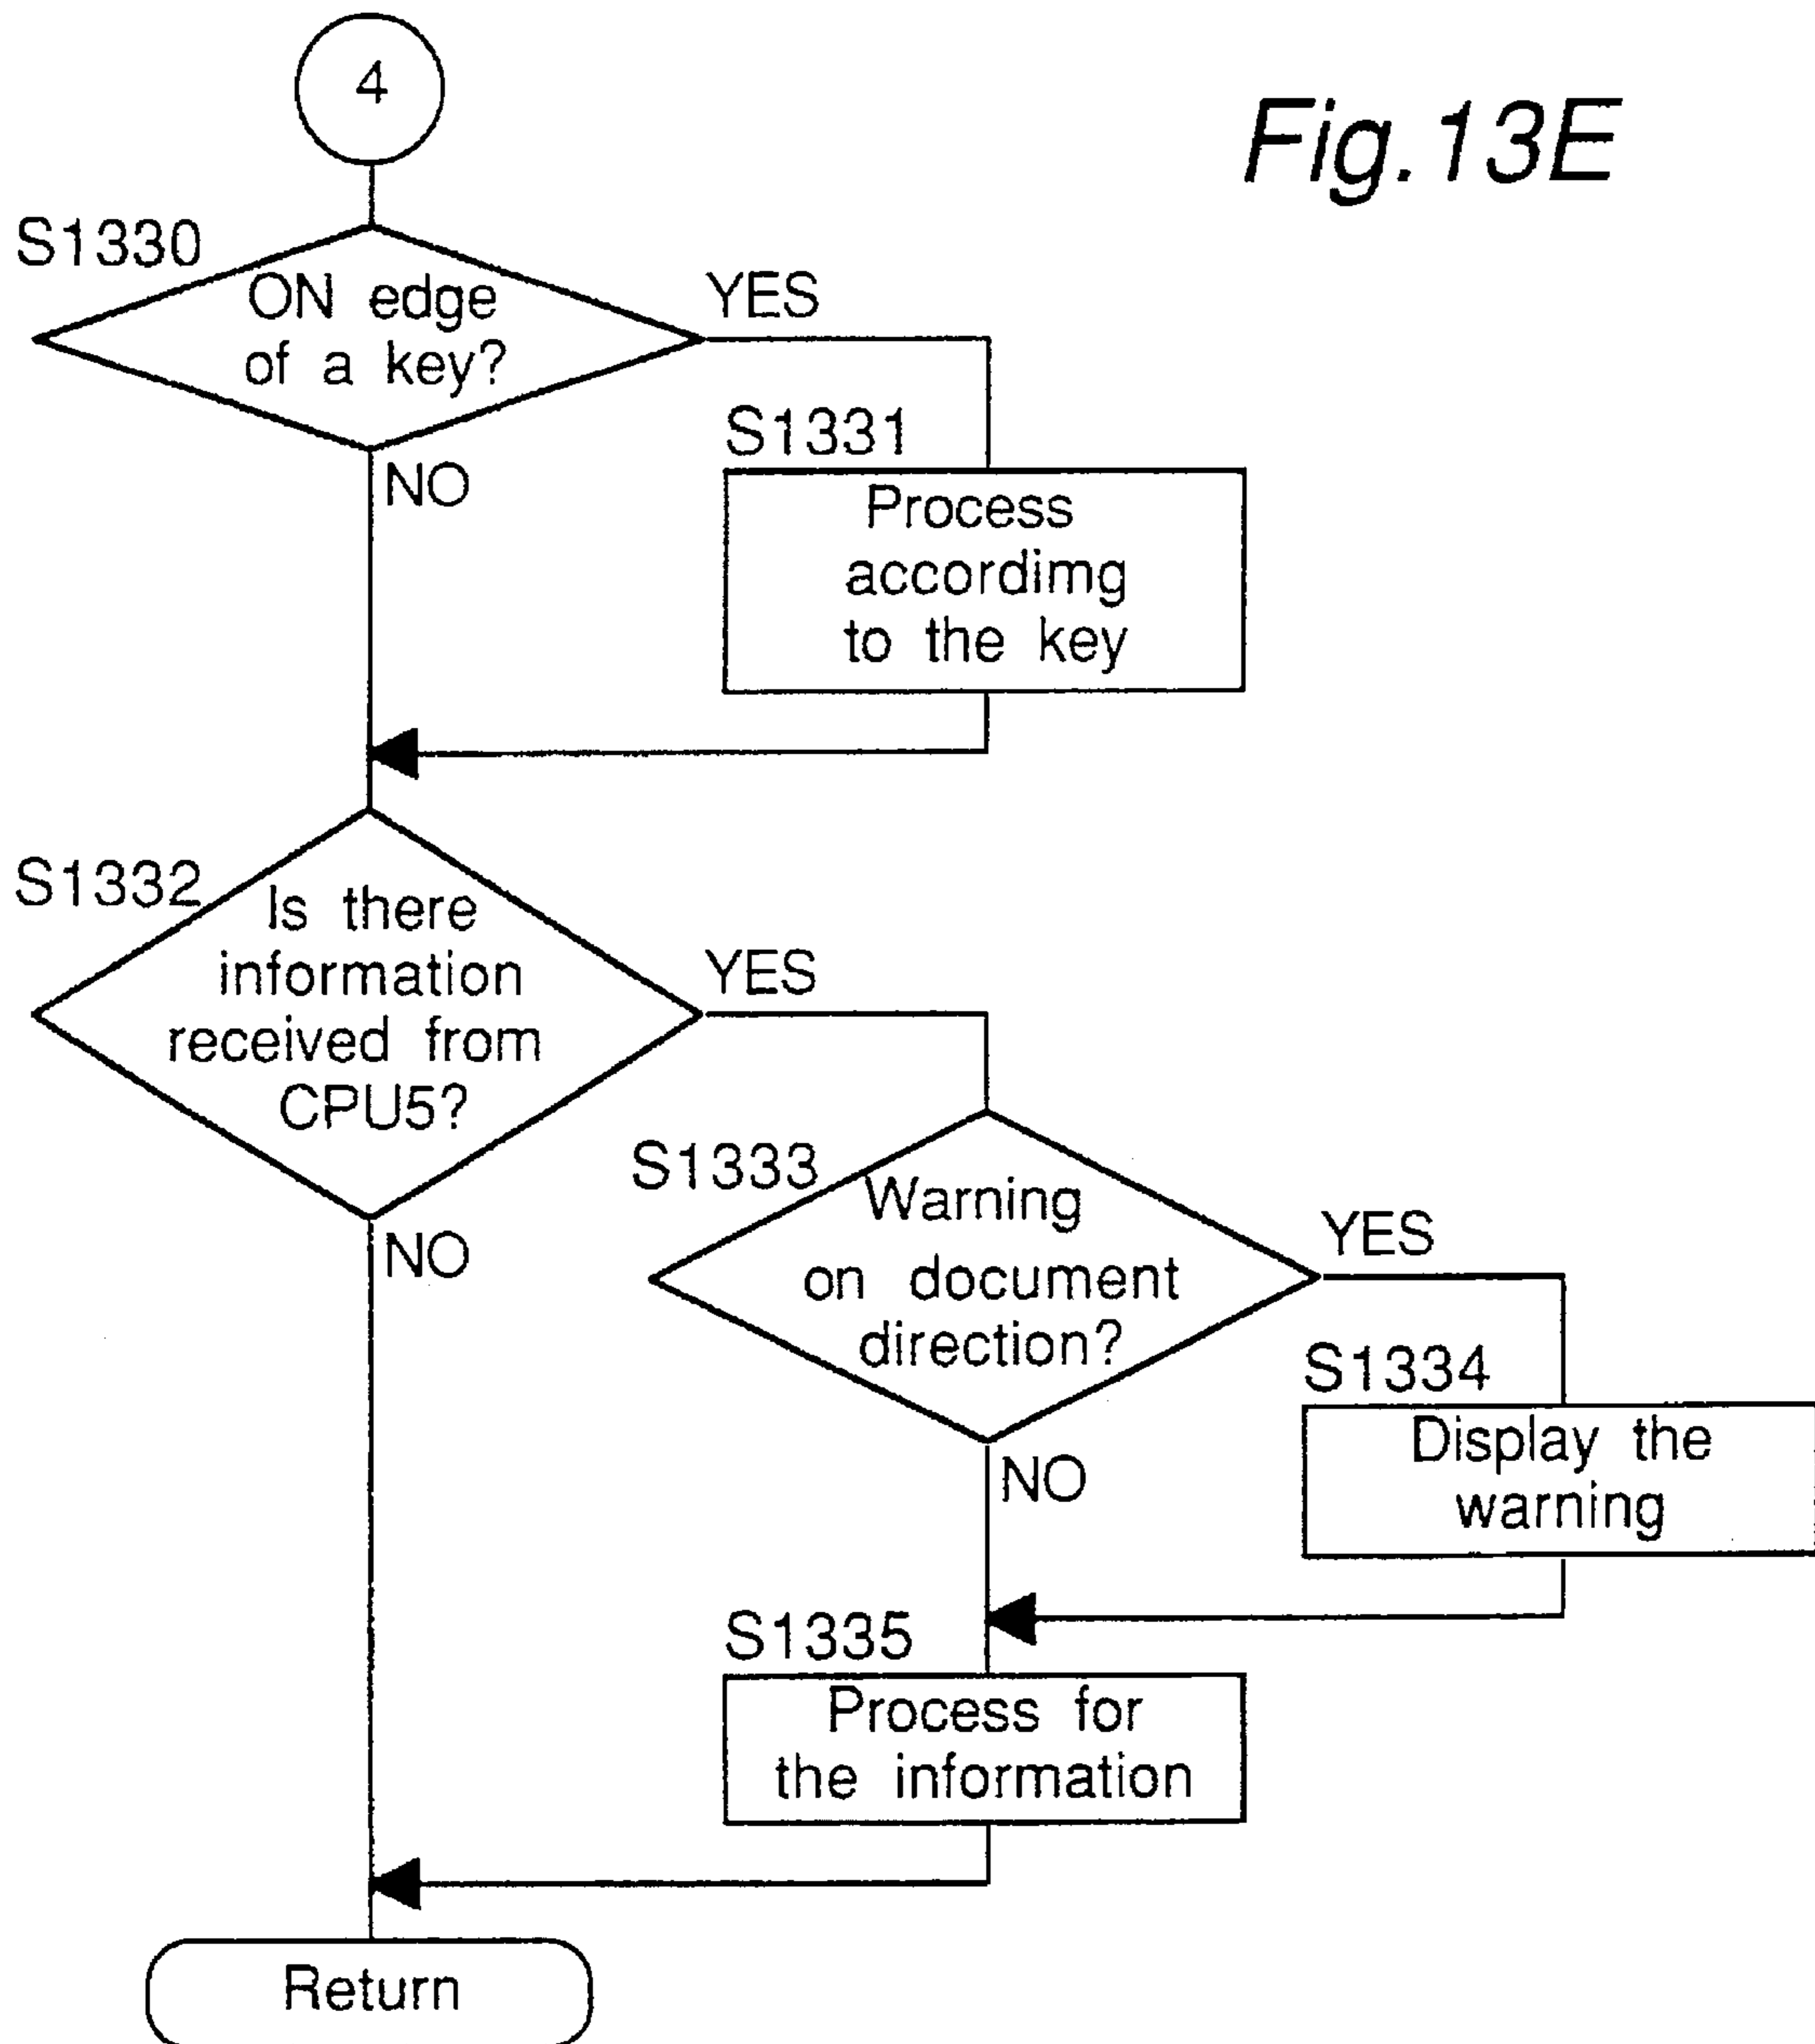 4
Fig.13E
S1330
ON edge
of a key?
YES
NO
S1331
Process
accordimg
to the key
S1332
Is there
information
received from
CPU5?
YES
NO
S1333
Warning
on document
direction?
YES
NO
S1334
Display the
warning
S1335
Process for
the information
Return